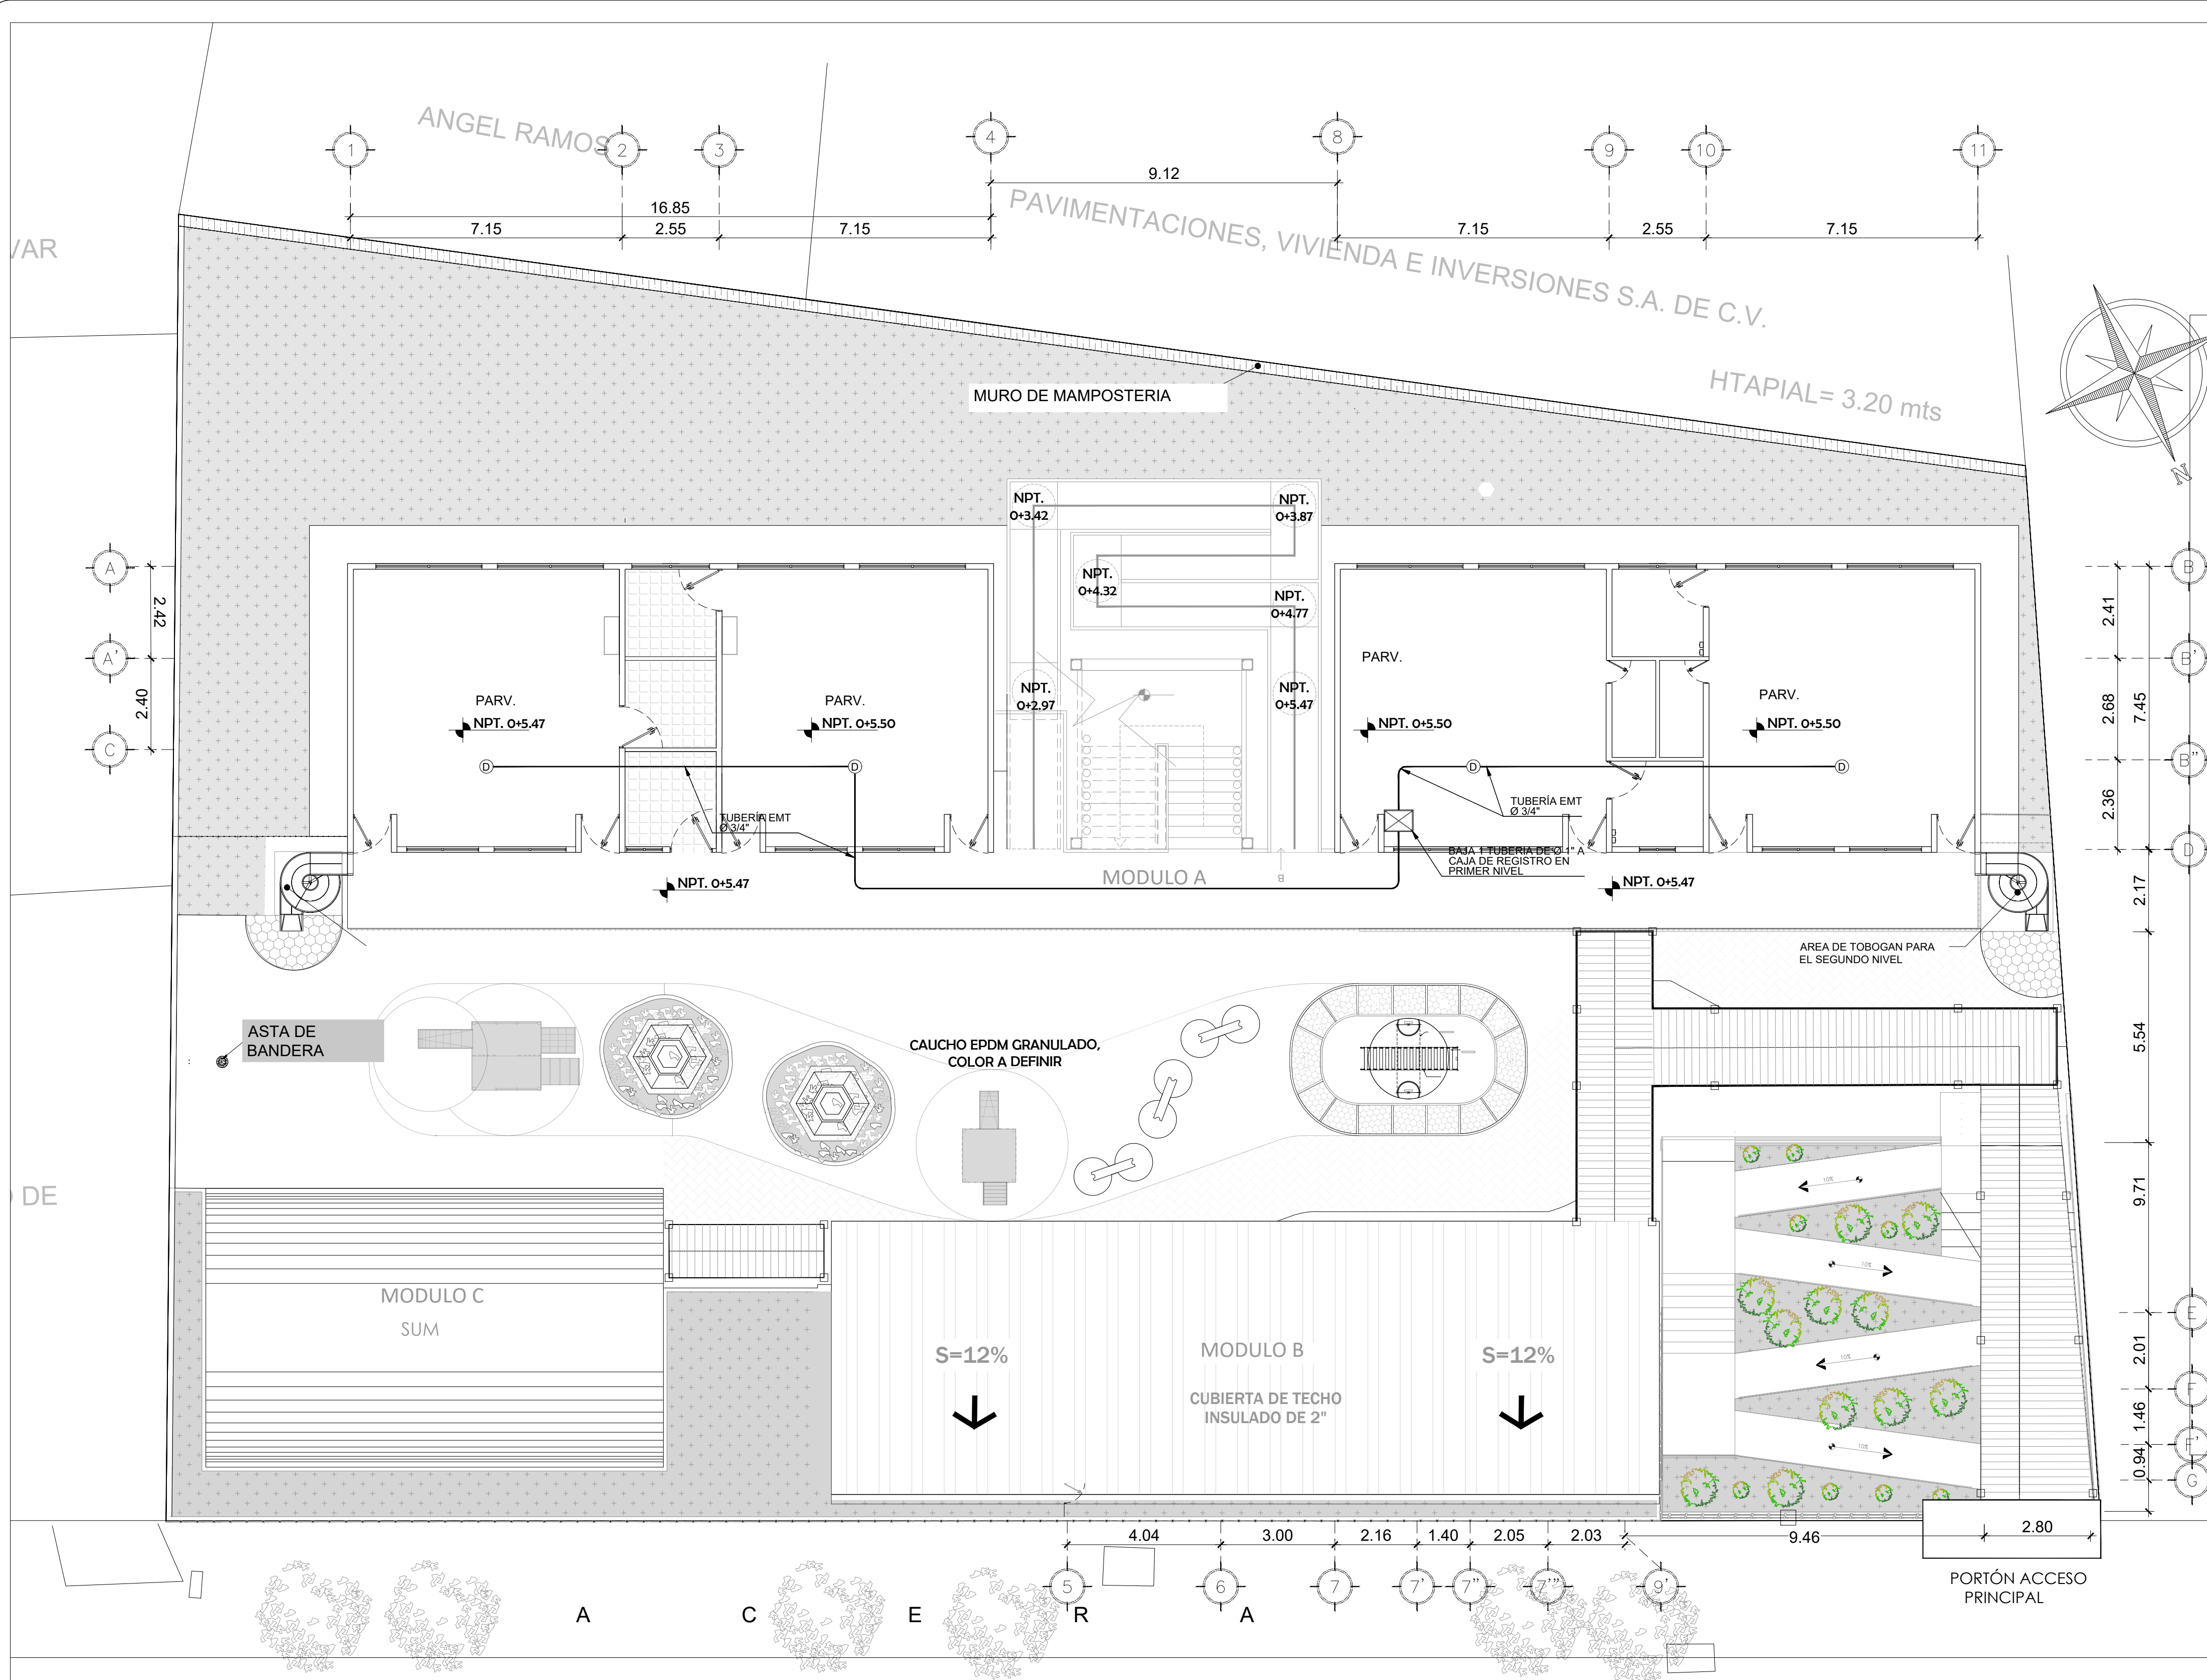 ANGEL RAMOS
1
2
3
4
8
9
10
11
9.12
16.85
7.15
2.55
7.15
7.15
2.55
7.15
PAVIMENTACIONES, VIVIENDA E INVERSIONES S.A. DE C.V.
HTAPIAL= 3.20 mts
VAR
MURO DE MAMPOSTERIA
N
NPT.
0+3.42
NPT.
0+3.87
NPT.
0+4.32
NPT.
0+4.77
NPT.
0+2.97
NPT.
0+5.47
A
A'
C
2.42
2.40
B
B'
B"
D
2.41
2.68
2.36
7.45
2.17
5.54
9.71
2.01
1.46
0.94
E
F
F'
G
PARV.
NPT. 0+5.47
PARV.
NPT. 0+5.50
PARV.
NPT. 0+5.50
PARV.
NPT. 0+5.50
D
D
D
D
TUBERÍA EMT
Ø 3/4"
TUBERÍA EMT
Ø 3/4"
BAJA 1 TUBERIA DE Ø 1" A
CAJA DE REGISTRO EN
PRIMER NIVEL
NPT. 0+5.47
MODULO A
B
NPT. 0+5.47
AREA DE TOBOGAN PARA
EL SEGUNDO NIVEL
ASTA DE
BANDERA
CAUCHO EPDM GRANULADO,
COLOR A DEFINIR
DE
MODULO C
SUM
S=12%
MODULO B
S=12%
CUBIERTA DE TECHO
INSULADO DE 2"
10%
10%
10%
10%
4.04
3.00
2.16
1.40
2.05
2.03
9.46
2.80
5
6
7
7'
7"
7'"
9'
PORTÓN ACCESO
PRINCIPAL
A C E R A